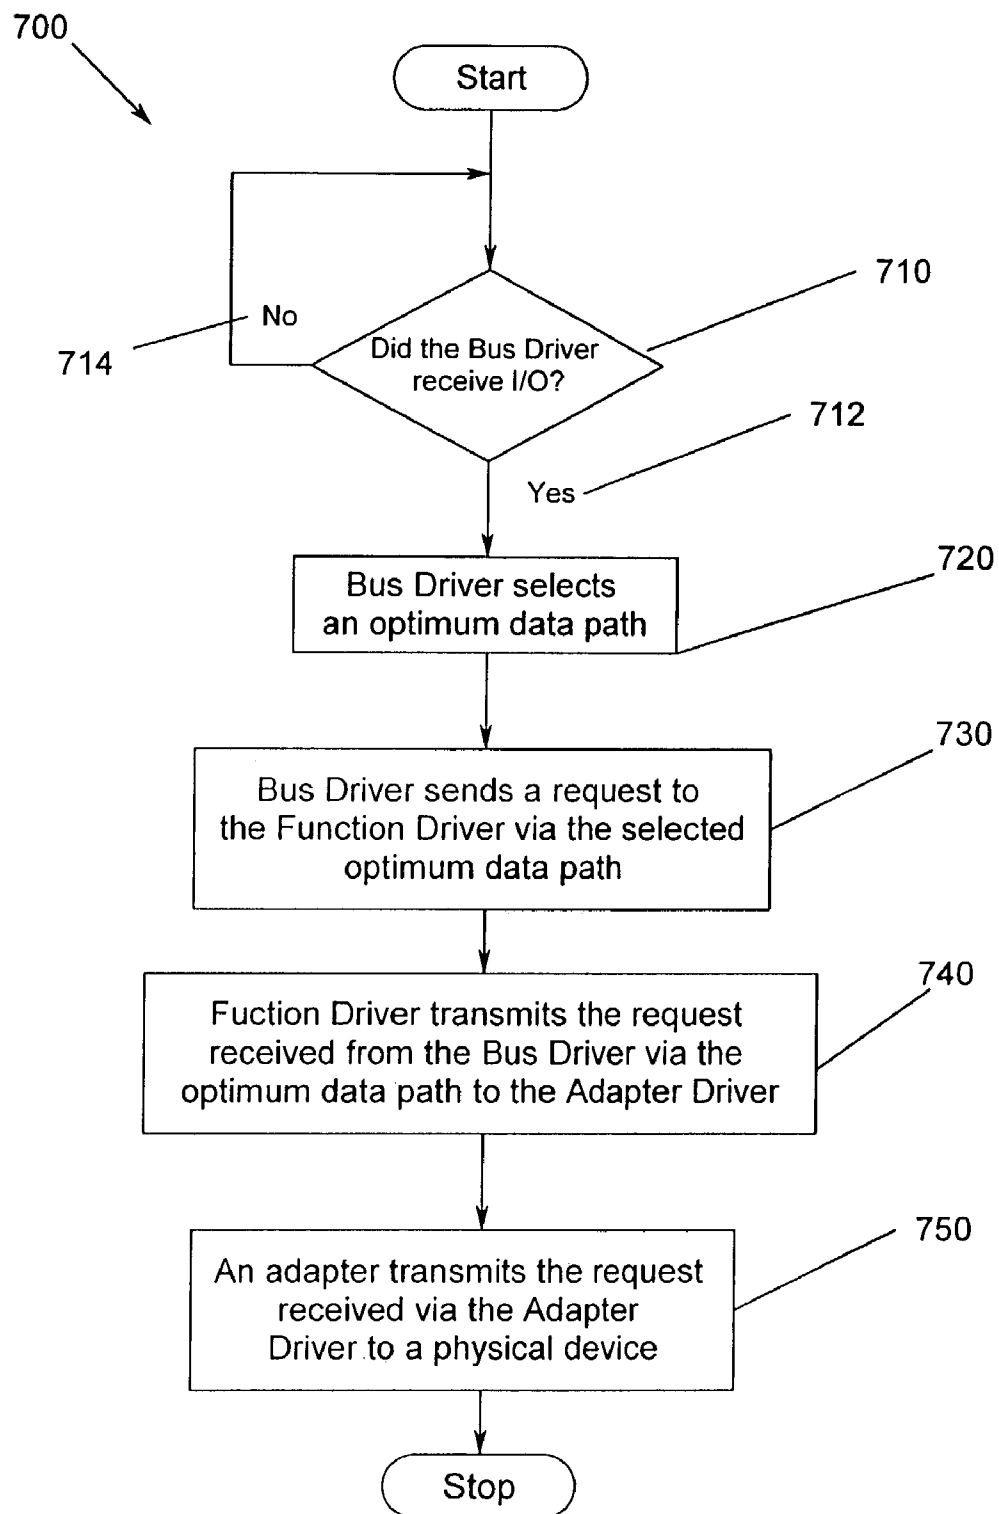 700
Start
710
Did the Bus Driver
receive I/O?
No
714
712
Yes
720
Bus Driver selects
an optimum data path
730
Bus Driver sends a request to
the Function Driver via the selected
optimum data path
740
Fuction Driver transmits the request
received from the Bus Driver via the
optimum data path to the Adapter Driver
750
An adapter transmits the request
received via the Adapter
Driver to a physical device
Stop